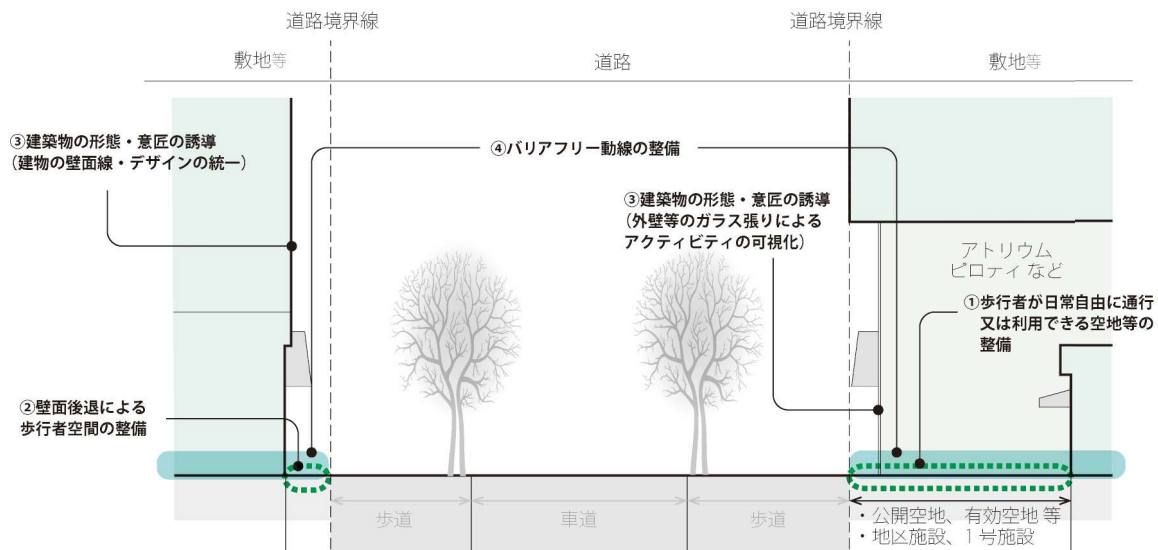 道路境界線
道路境界線
敷地等
道路
敷地等
③建築物の形態・意匠の誘導
（建物の壁面線・デザインの統一）
④バリアフリー動線の整備
③建築物の形態・意匠の誘導
（外壁等のガラス張りによる
アクティビティの可視化）
アトリウム
ピロティ など
①歩行者が日常自由に通行
又は利用できる空地等の
整備
②壁面後退による
歩行者空間の整備
歩道
車道
歩道
・公開空地、有効空地 等
・地区施設、1号施設